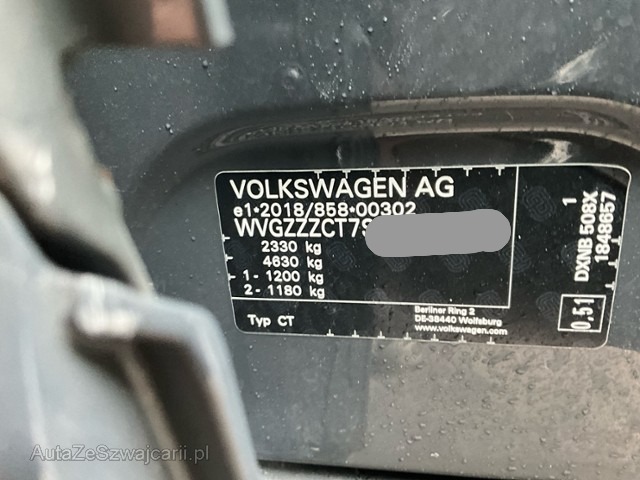 VOLKSWAGEN AG
e1*2018/858*00302
WVGZZZCT7S
2330 kg
4630 kg
1- 1200 kg
2- 1180 kg
Typ CT
Berliner Ring 2
DE-38440 Wolfsburg
www.volkswagen.com
1
DXNB 508X
1848657
0,51
AutaZeSzwajcarii.pl